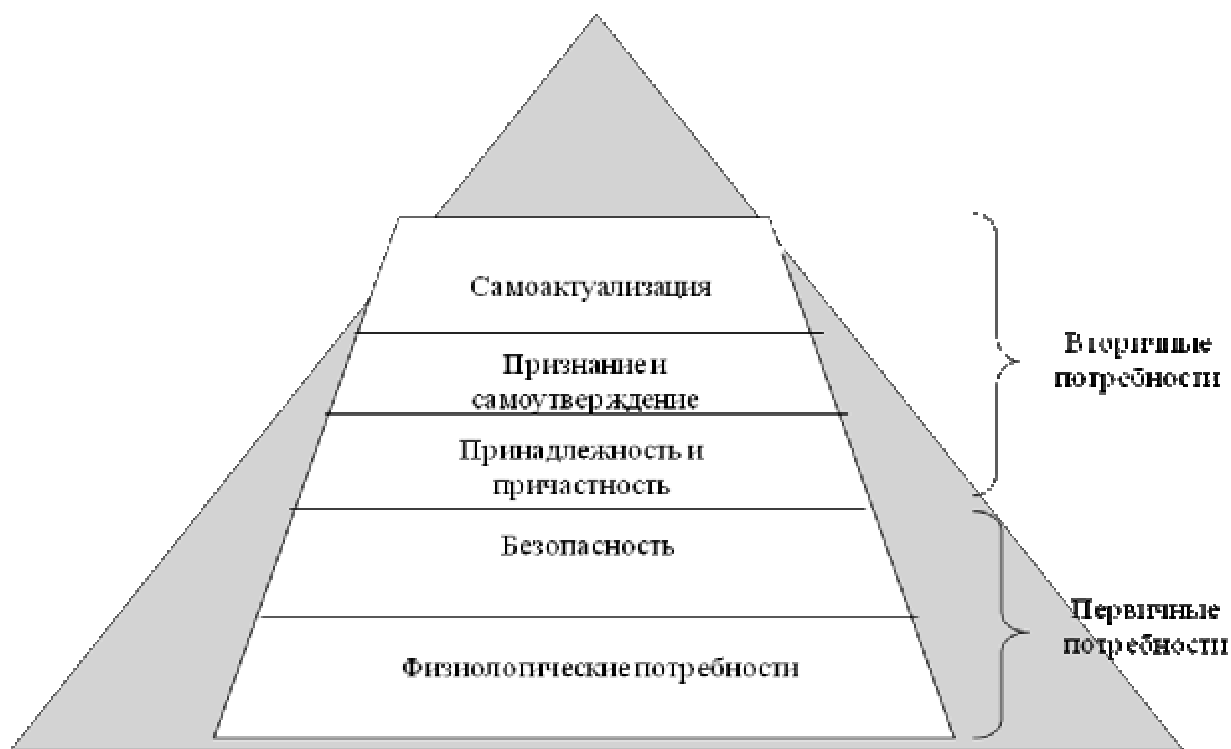 Самоактуализация
Признание и
самоутверждение
Принадлежность и
причастность
Безопасность
Физиологические потребности
Вторичные
потребности
Первичные
потребности